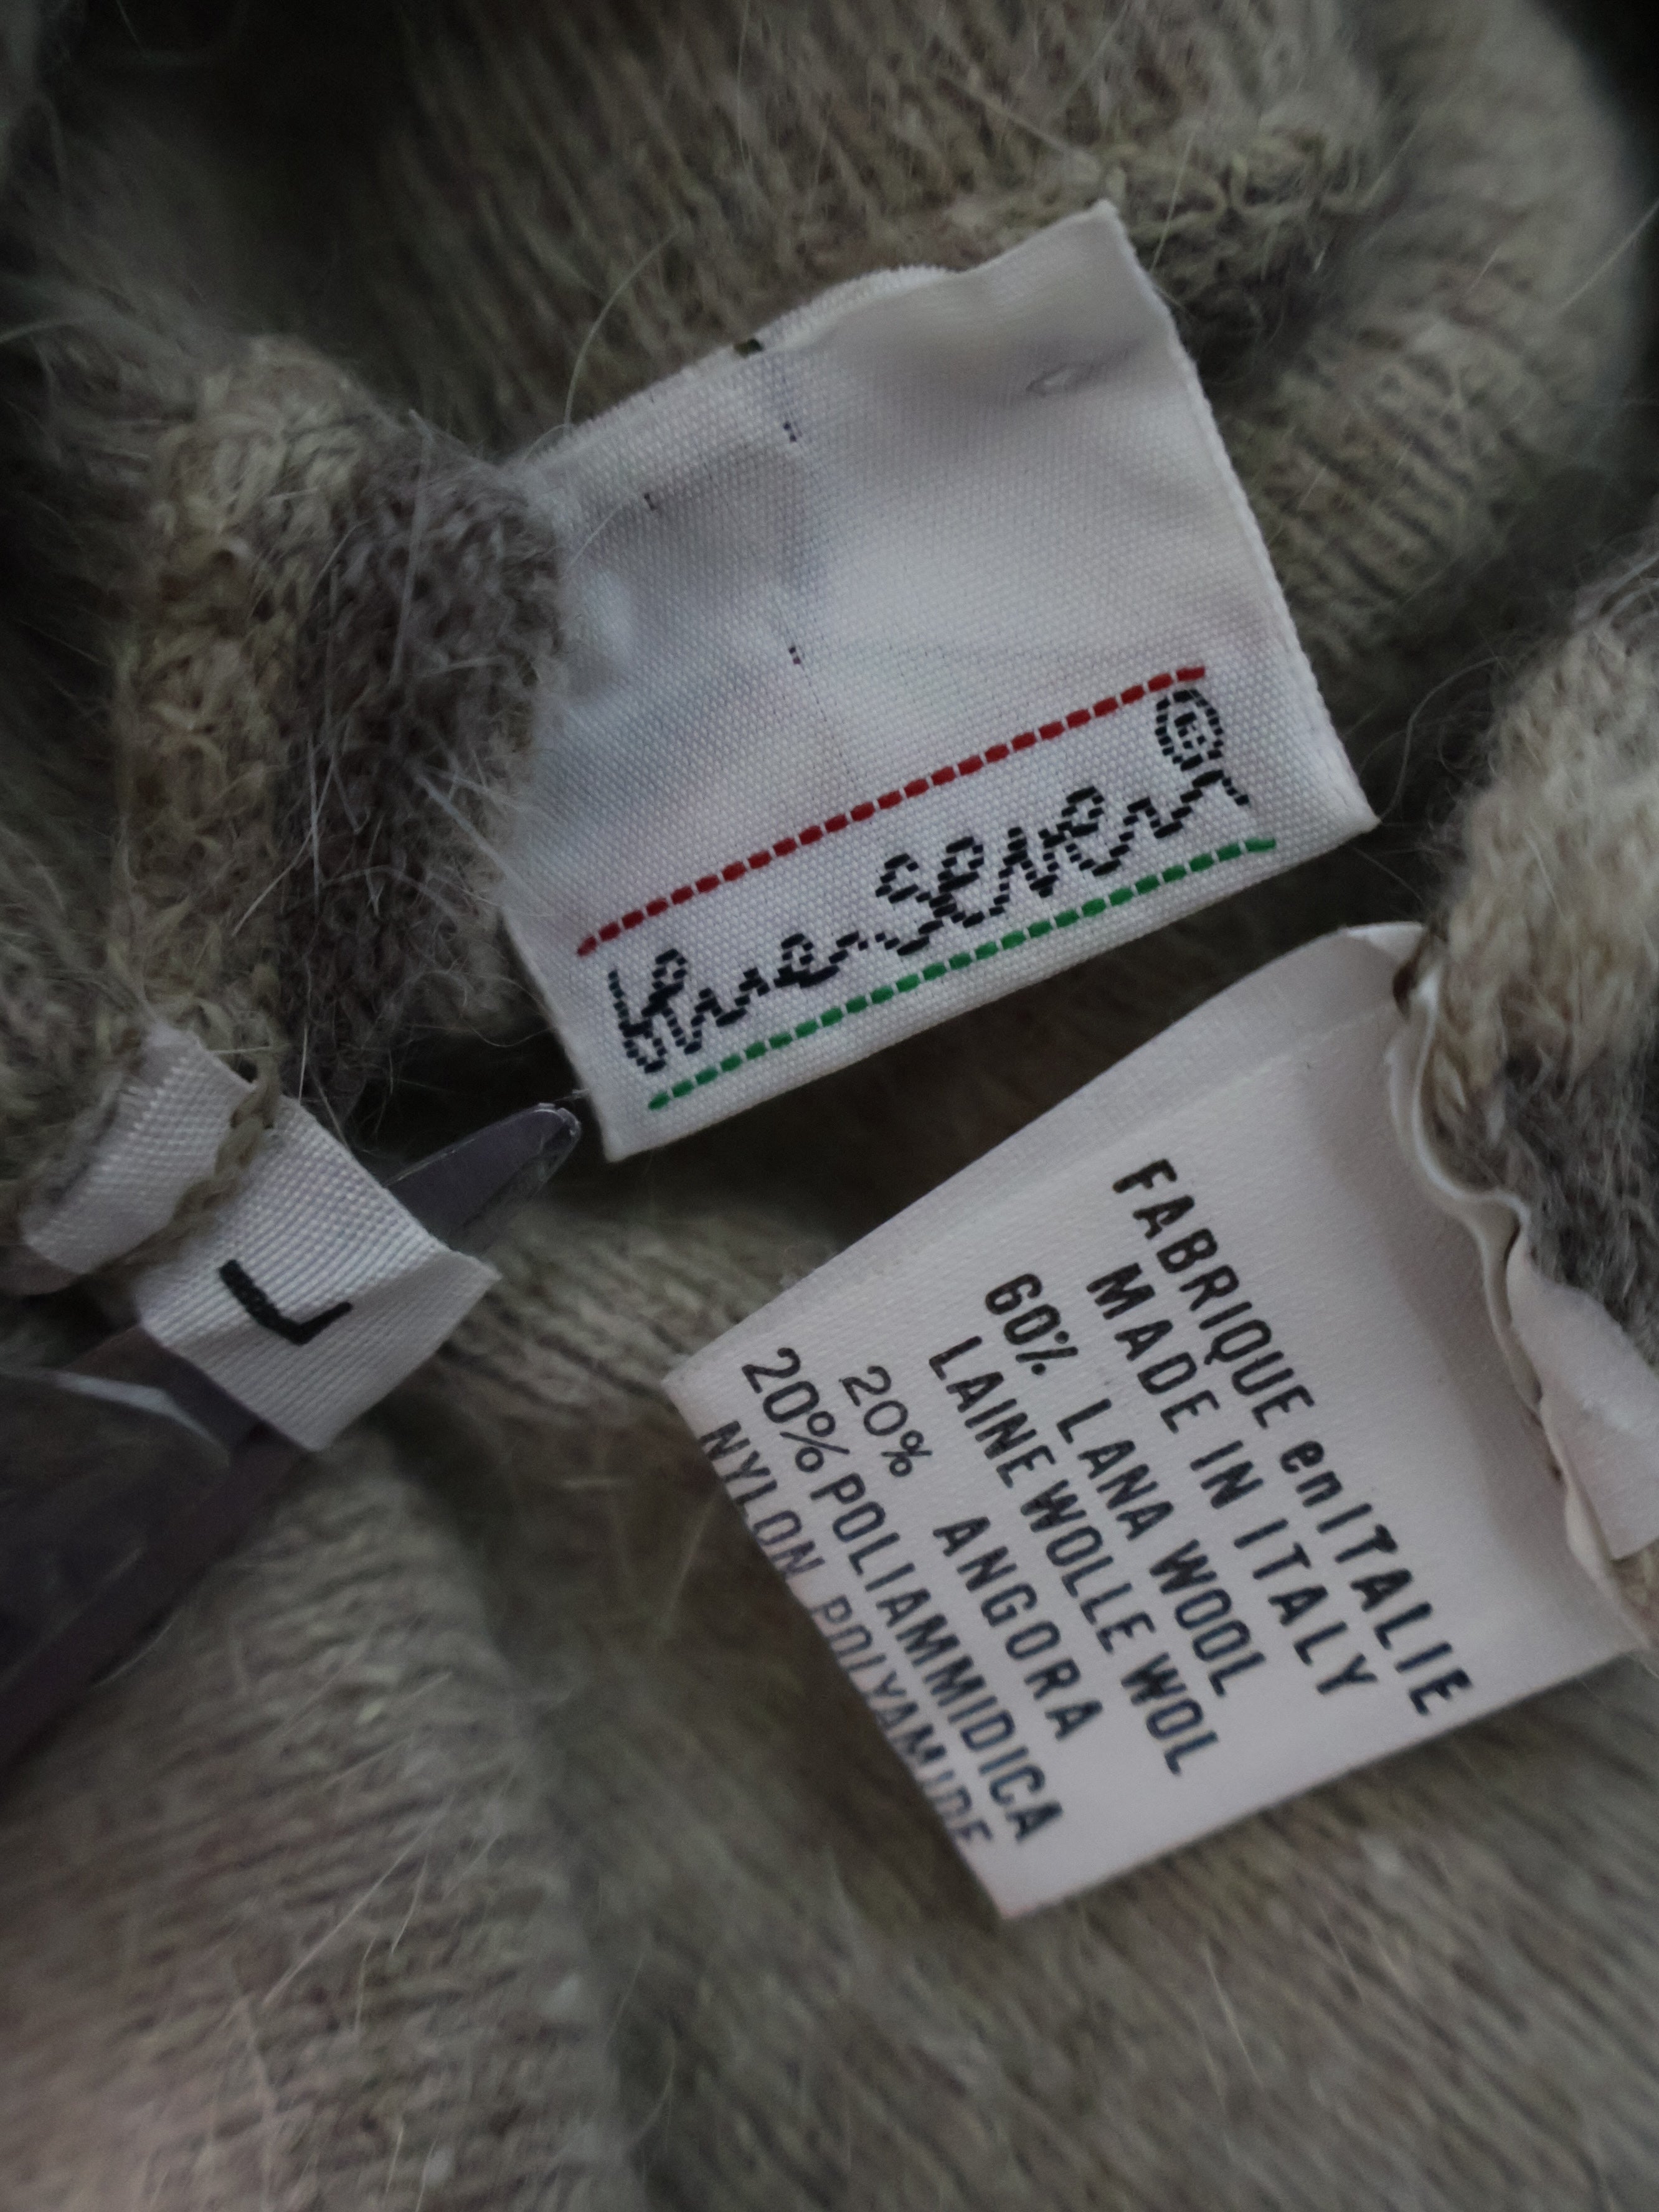 blue-seven®
L
FABRIQUE en ITALIE
MADE IN ITALY
60% LANA WOOL
LAINE WOLLE WOL
20% ANGORA
20% POLIAMMIDICA
NYLON POLYAMIDE